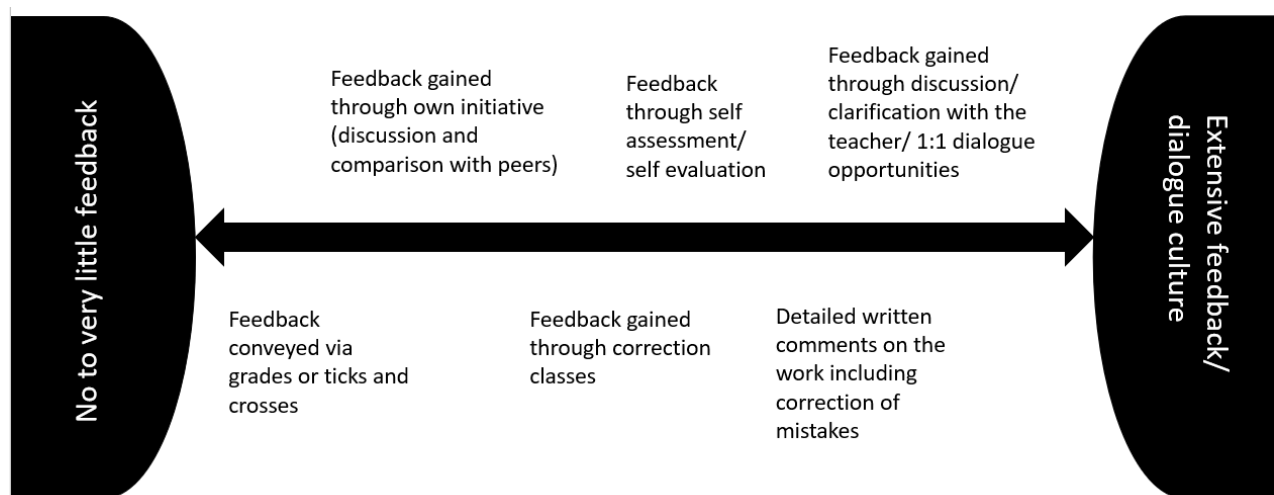 No to very little feedback
Feedback gained
through own initiative
(discussion and
comparison with peers)
Feedback
through self
assessment/
self evaluation
Feedback gained
through discussion/
clarification with the
teacher/ 1:1 dialogue
opportunities
Feedback
conveyed via
grades or ticks and
crosses
Feedback gained
through correction
classes
Detailed written
comments on the
work including
correction of
mistakes
Extensive feedback/
dialogue culture